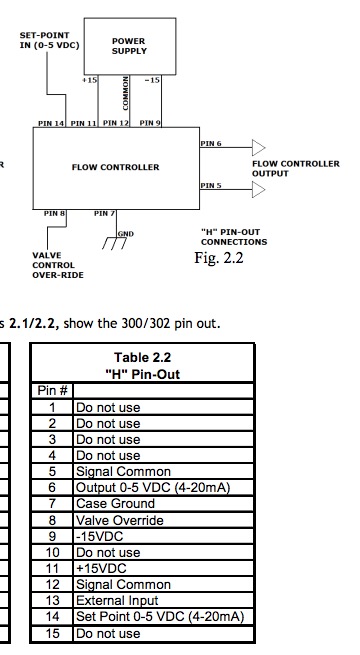 SET-POINT
IN (0-5 VDC)
POWER
SUPPLY
+15
COMMON
-15
PIN 14
PIN 11
PIN 12
PIN 9
R
FLOW CONTROLLER
PIN 6
FLOW CONTROLLER
OUTPUT
PIN 5
PIN 8
PIN 7
GND
VALVE
CONTROL
OVER-RIDE
"H" PIN-OUT
CONNECTIONS
Fig. 2.2
s 2.1/2.2, show the 300/302 pin out.
Table 2.2
"H" Pin-Out
Pin #
1 Do not use
2 Do not use
3 Do not use
4 Do not use
5 Signal Common
6 Output 0-5 VDC (4-20mA)
7 Case Ground
8 Valve Override
9 -15VDC
10 Do not use
11 +15VDC
12 Signal Common
13 External Input
14 Set Point 0-5 VDC (4-20mA)
15 Do not use